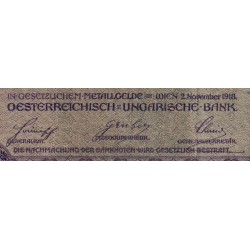 IN GESETZLICHEM METALLGELDE = WIEN 2. November 1918.
OESTERREICHISCH = UNGARISCHE = BANK.
GENERALRAT. GOUVERNEUR. GENERALSEKRETÄR.
DIE NACHMACHUNG DER BANKNOTEN WIRD GESETZLICH BESTRAFT.